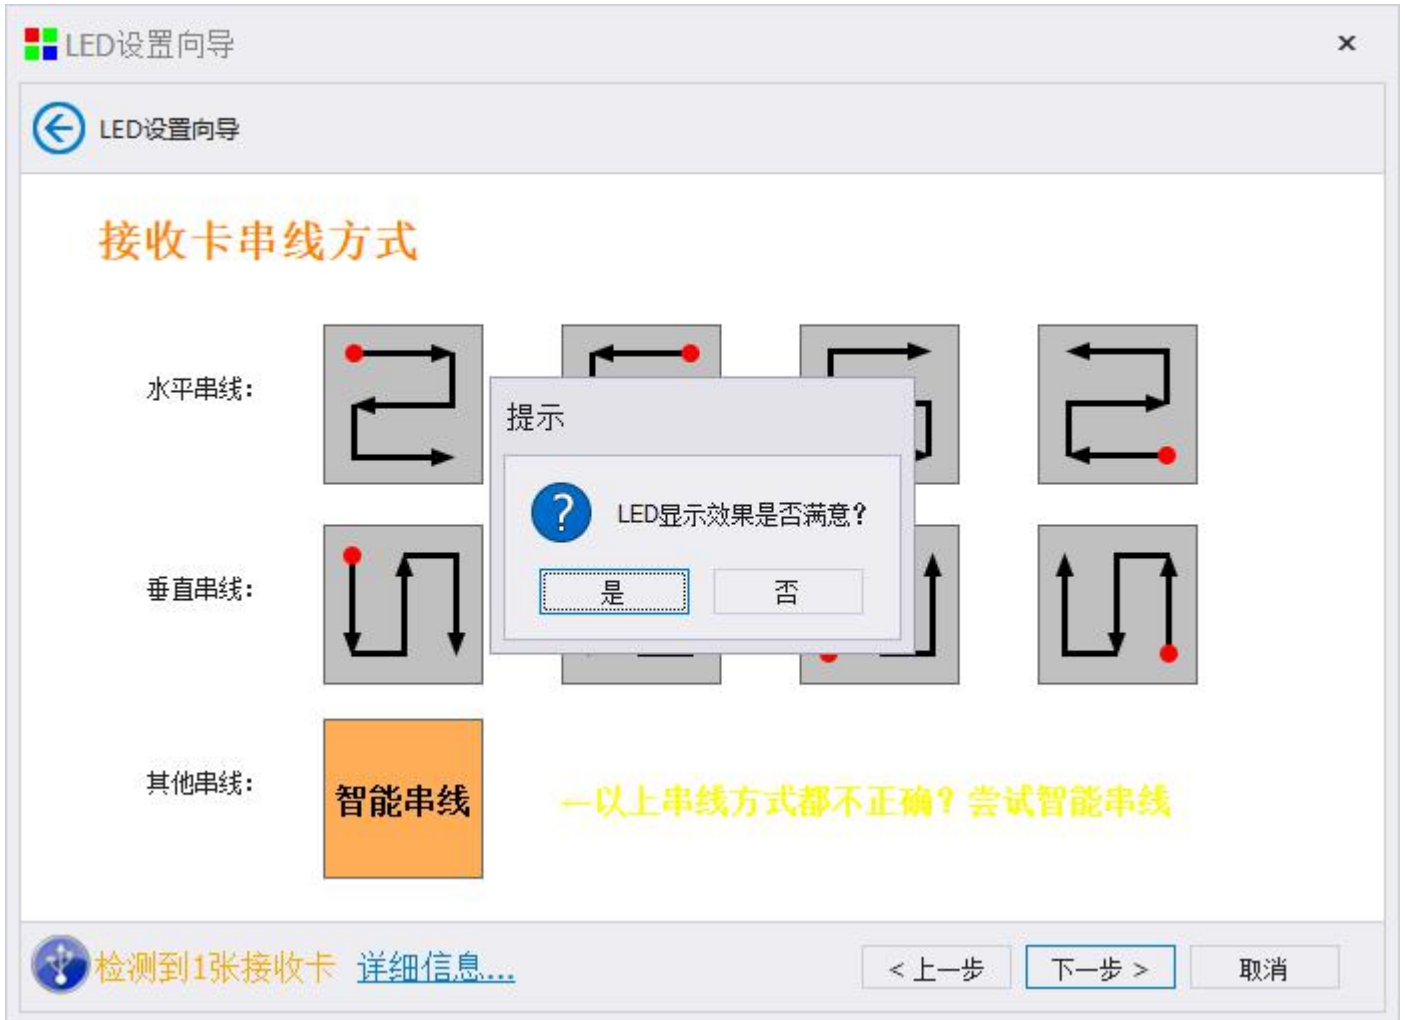 LED设置向导
LED设置向导
接收卡串线方式
水平串线：
提示
LED显示效果是否满意？
是
否
垂直串线：
其他串线：
智能串线
←以上串线方式都不正确？尝试智能串线
检测到1张接收卡 详细信息...
<上一步
下一步 >
取消